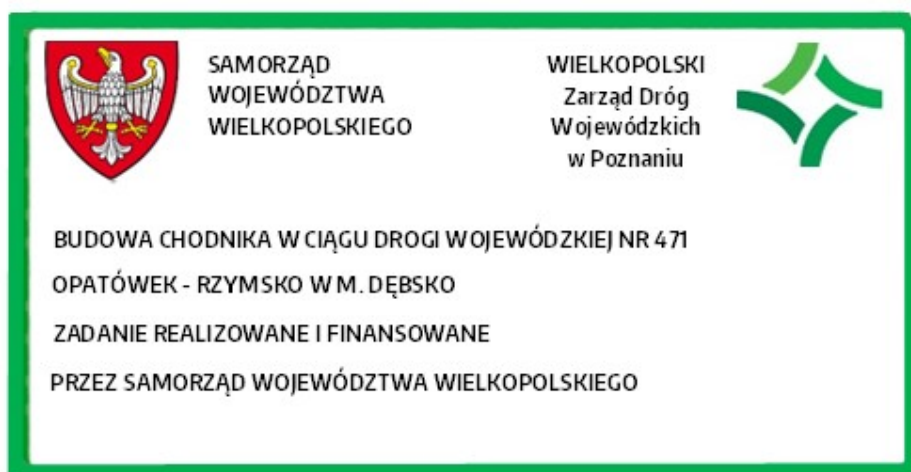 SAMORZĄD
WOJEWÓDZTWA
WIELKOPOLSKIEGO
WIELKOPOLSKI
Zarząd Dróg
Wojewódzkich
w Poznaniu
BUDOWA CHODNIKA W CIĄGU DROGI WOJEWÓDZKIEJ NR 471
OPATÓWEK - RZYMSKO W M. DĘBSKO
ZADANIE REALIZOWANE I FINANSOWANE
PRZEZ SAMORZĄD WOJEWÓDZTWA WIELKOPOLSKIEGO